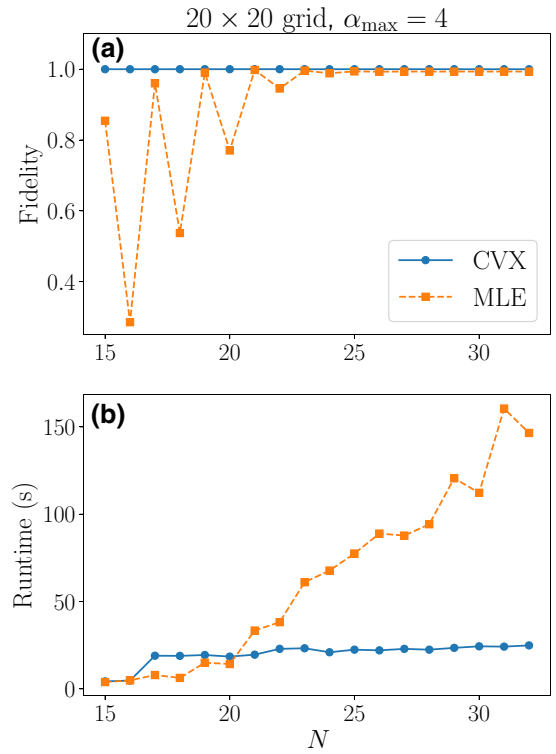 20 × 20 grid, α_max = 4
(a)
1.0
0.8
0.6
0.4
Fidelity
CVX
MLE
15 20 25 30
(b)
150
100
50
0
Runtime (s)
15 20 25 30
N